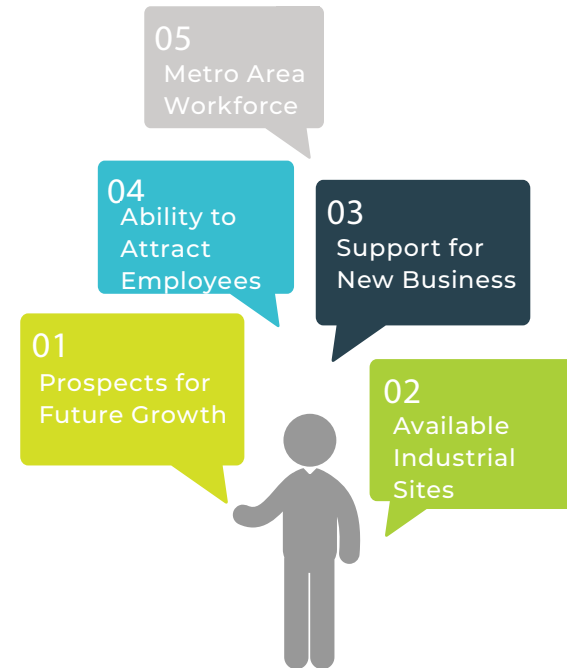 05
Metro Area
Workforce
04
Ability to
Attract
Employees
03
Support for
New Business
01
Prospects for
Future Growth
02
Available
Industrial
Sites